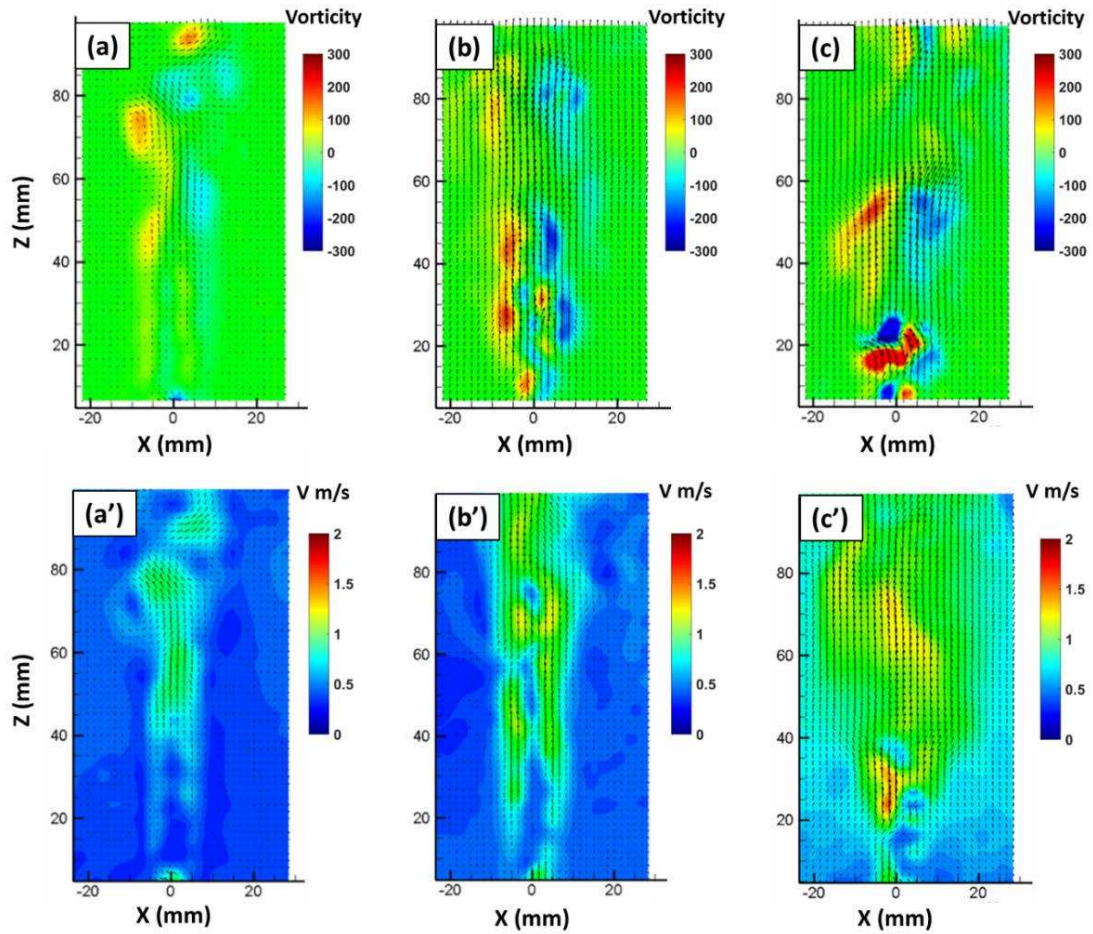 Vorticity Vorticity Vorticity
(a) (b) (c)
300 300 300
200 200 200
100 100 100
0 0 0
-100 -100 -100
-200 -200 -200
-300 -300 -300
80 80 80
60 60 60
Z (mm)
40 40 40
20 20 20
-20 0 20 -20 0 20 -20 0 20
X (mm) X (mm) X (mm)
V m/s V m/s V m/s
(a') (b') (c')
2 2 2
1.5 1.5 1.5
1 1 1
0.5 0.5 0.5
0 0 0
80 80 80
60 60 60
Z (mm)
40 40 40
20 20 20
-20 0 20 -20 0 20 -20 0 20
X (mm) X (mm) X (mm)